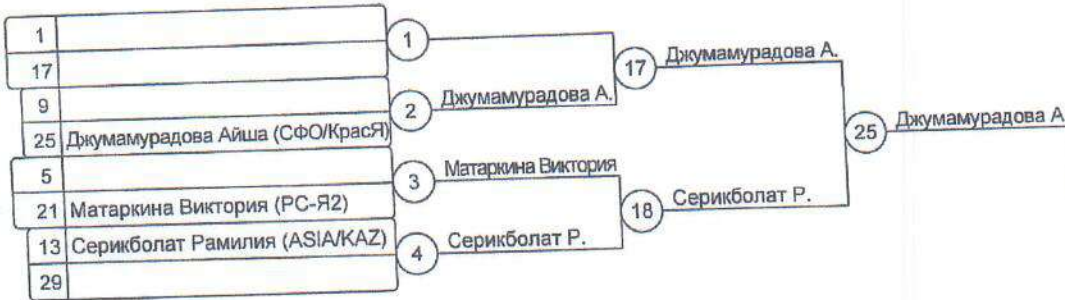 1
17
1
9
25 Джумамурадова Айша (СФО/КрасЯ)
2
Джумамурадова А.
17
Джумамурадова А.
5
21 Матаркина Виктория (РС-Я2)
3
Матаркина Виктория
13 Серикболат Рамилия (ASIA/KAZ)
29
4
Серикболат Р.
18
Серикболат Р.
25
Джумамурадова А